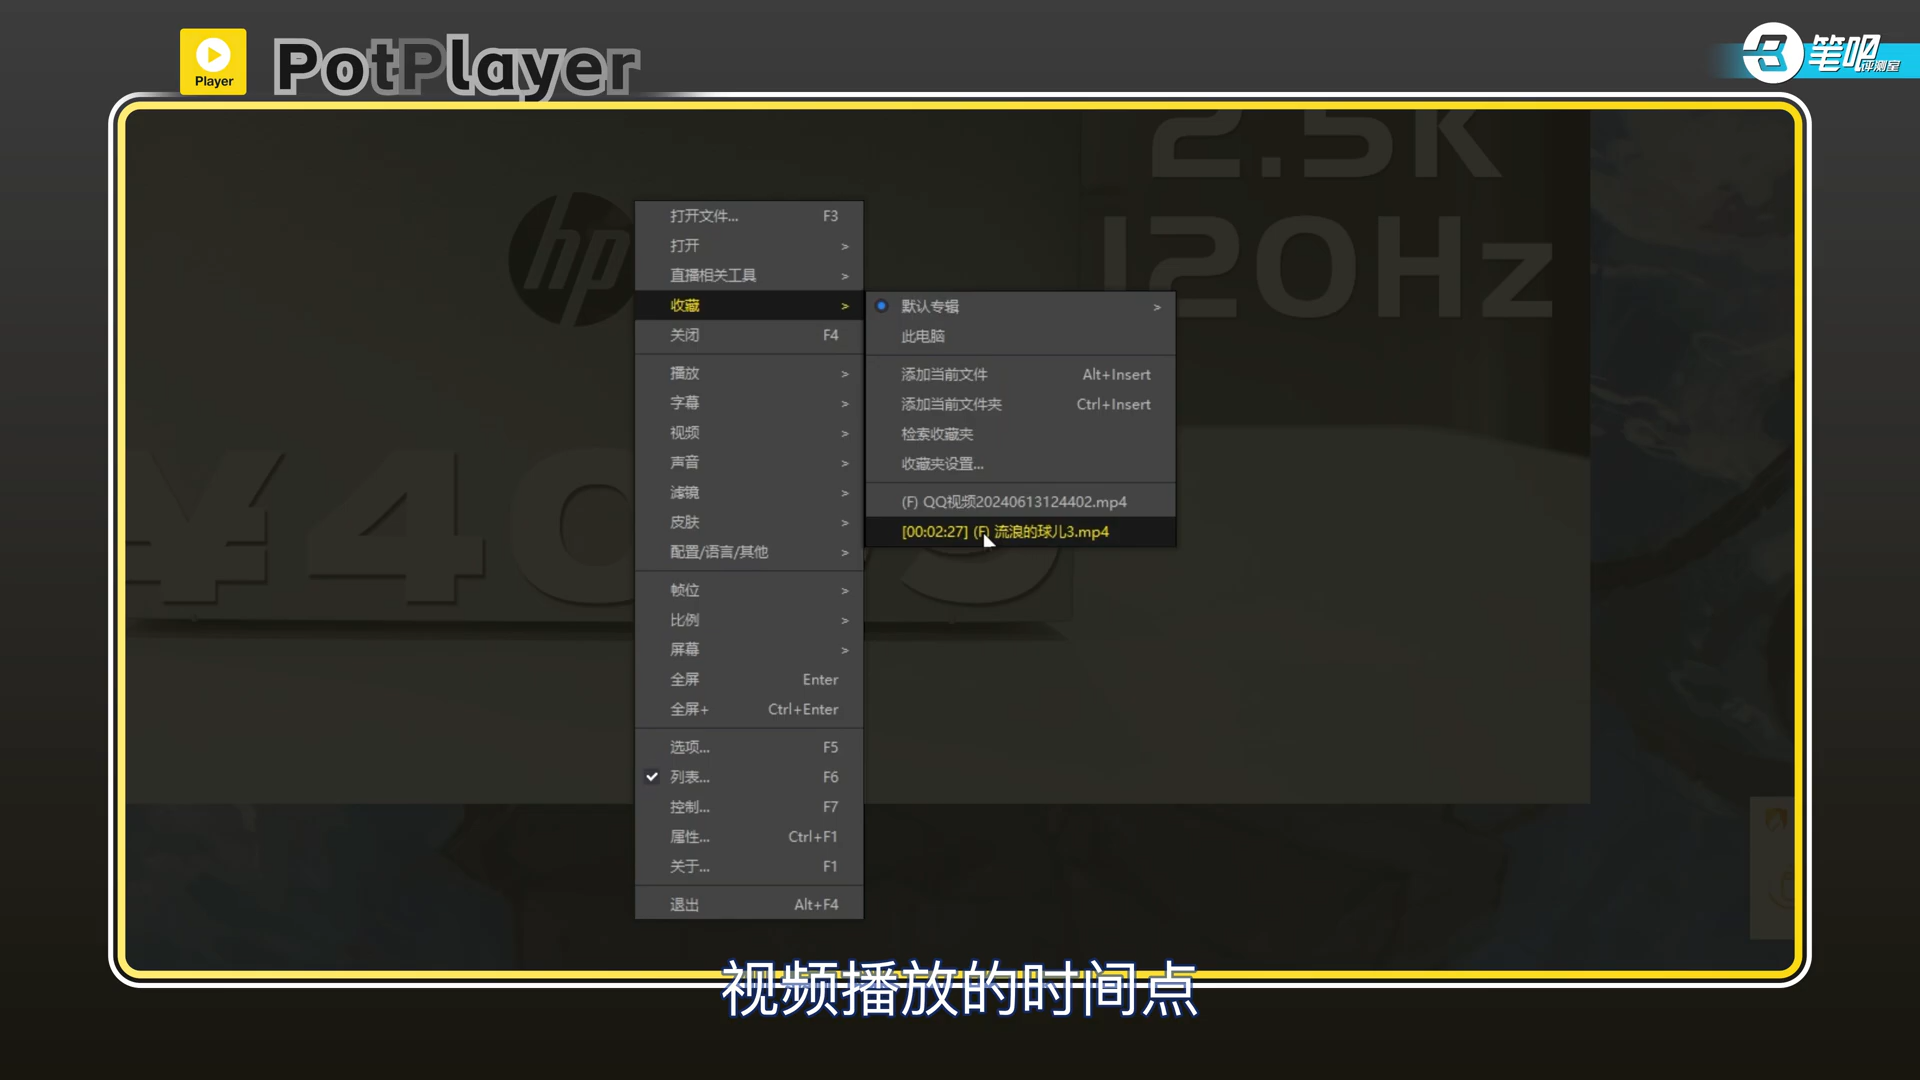 Player
PotPlayer
笔吧评测室
2.5K
120Hz
hp
打开文件... F3
打开 >
直播相关工具 >
收藏 >
关闭 F4
播放 >
字幕 >
视频 >
声音 >
滤镜 >
皮肤 >
配置/语言/其他 >
帧位 >
比例 >
屏幕 >
全屏 Enter
全屏+ Ctrl+Enter
选项... F5
列表... F6
控制... F7
属性... Ctrl+F1
关于... F1
退出 Alt+F4
默认专辑 >
此电脑
添加当前文件 Alt+Insert
添加当前文件夹 Ctrl+Insert
检索收藏夹
收藏夹设置...
(F) QQ视频20240613124402.mp4
[00:02:27] (F) 流浪的球儿3.mp4
视频播放的时间点